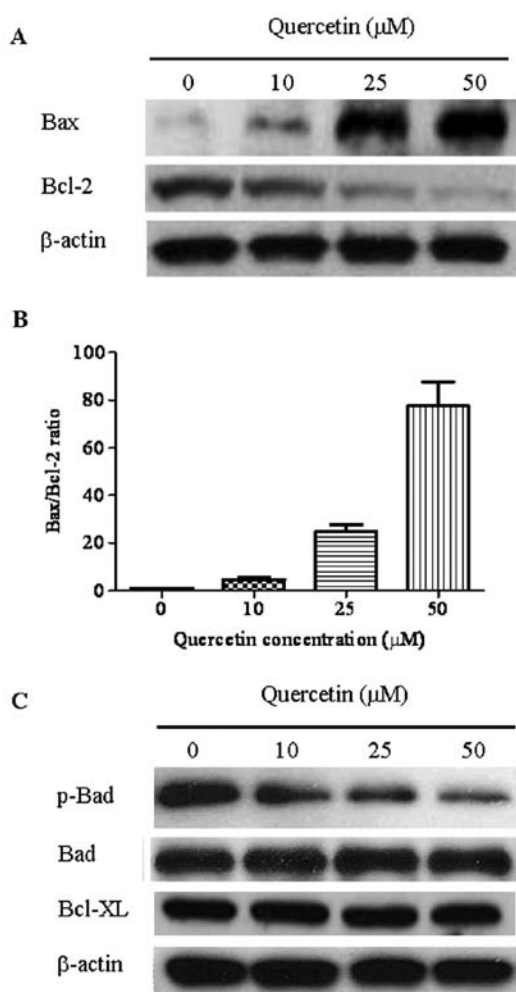 A
Quercetin (μM)
0 10 25 50
Bax
Bcl-2
β-actin
B
100
80
60
40
20
0
Bax/Bcl-2 ratio
0 10 25 50
Quercetin concentration (μM)
C
Quercetin (μM)
0 10 25 50
p-Bad
Bad
Bcl-XL
β-actin